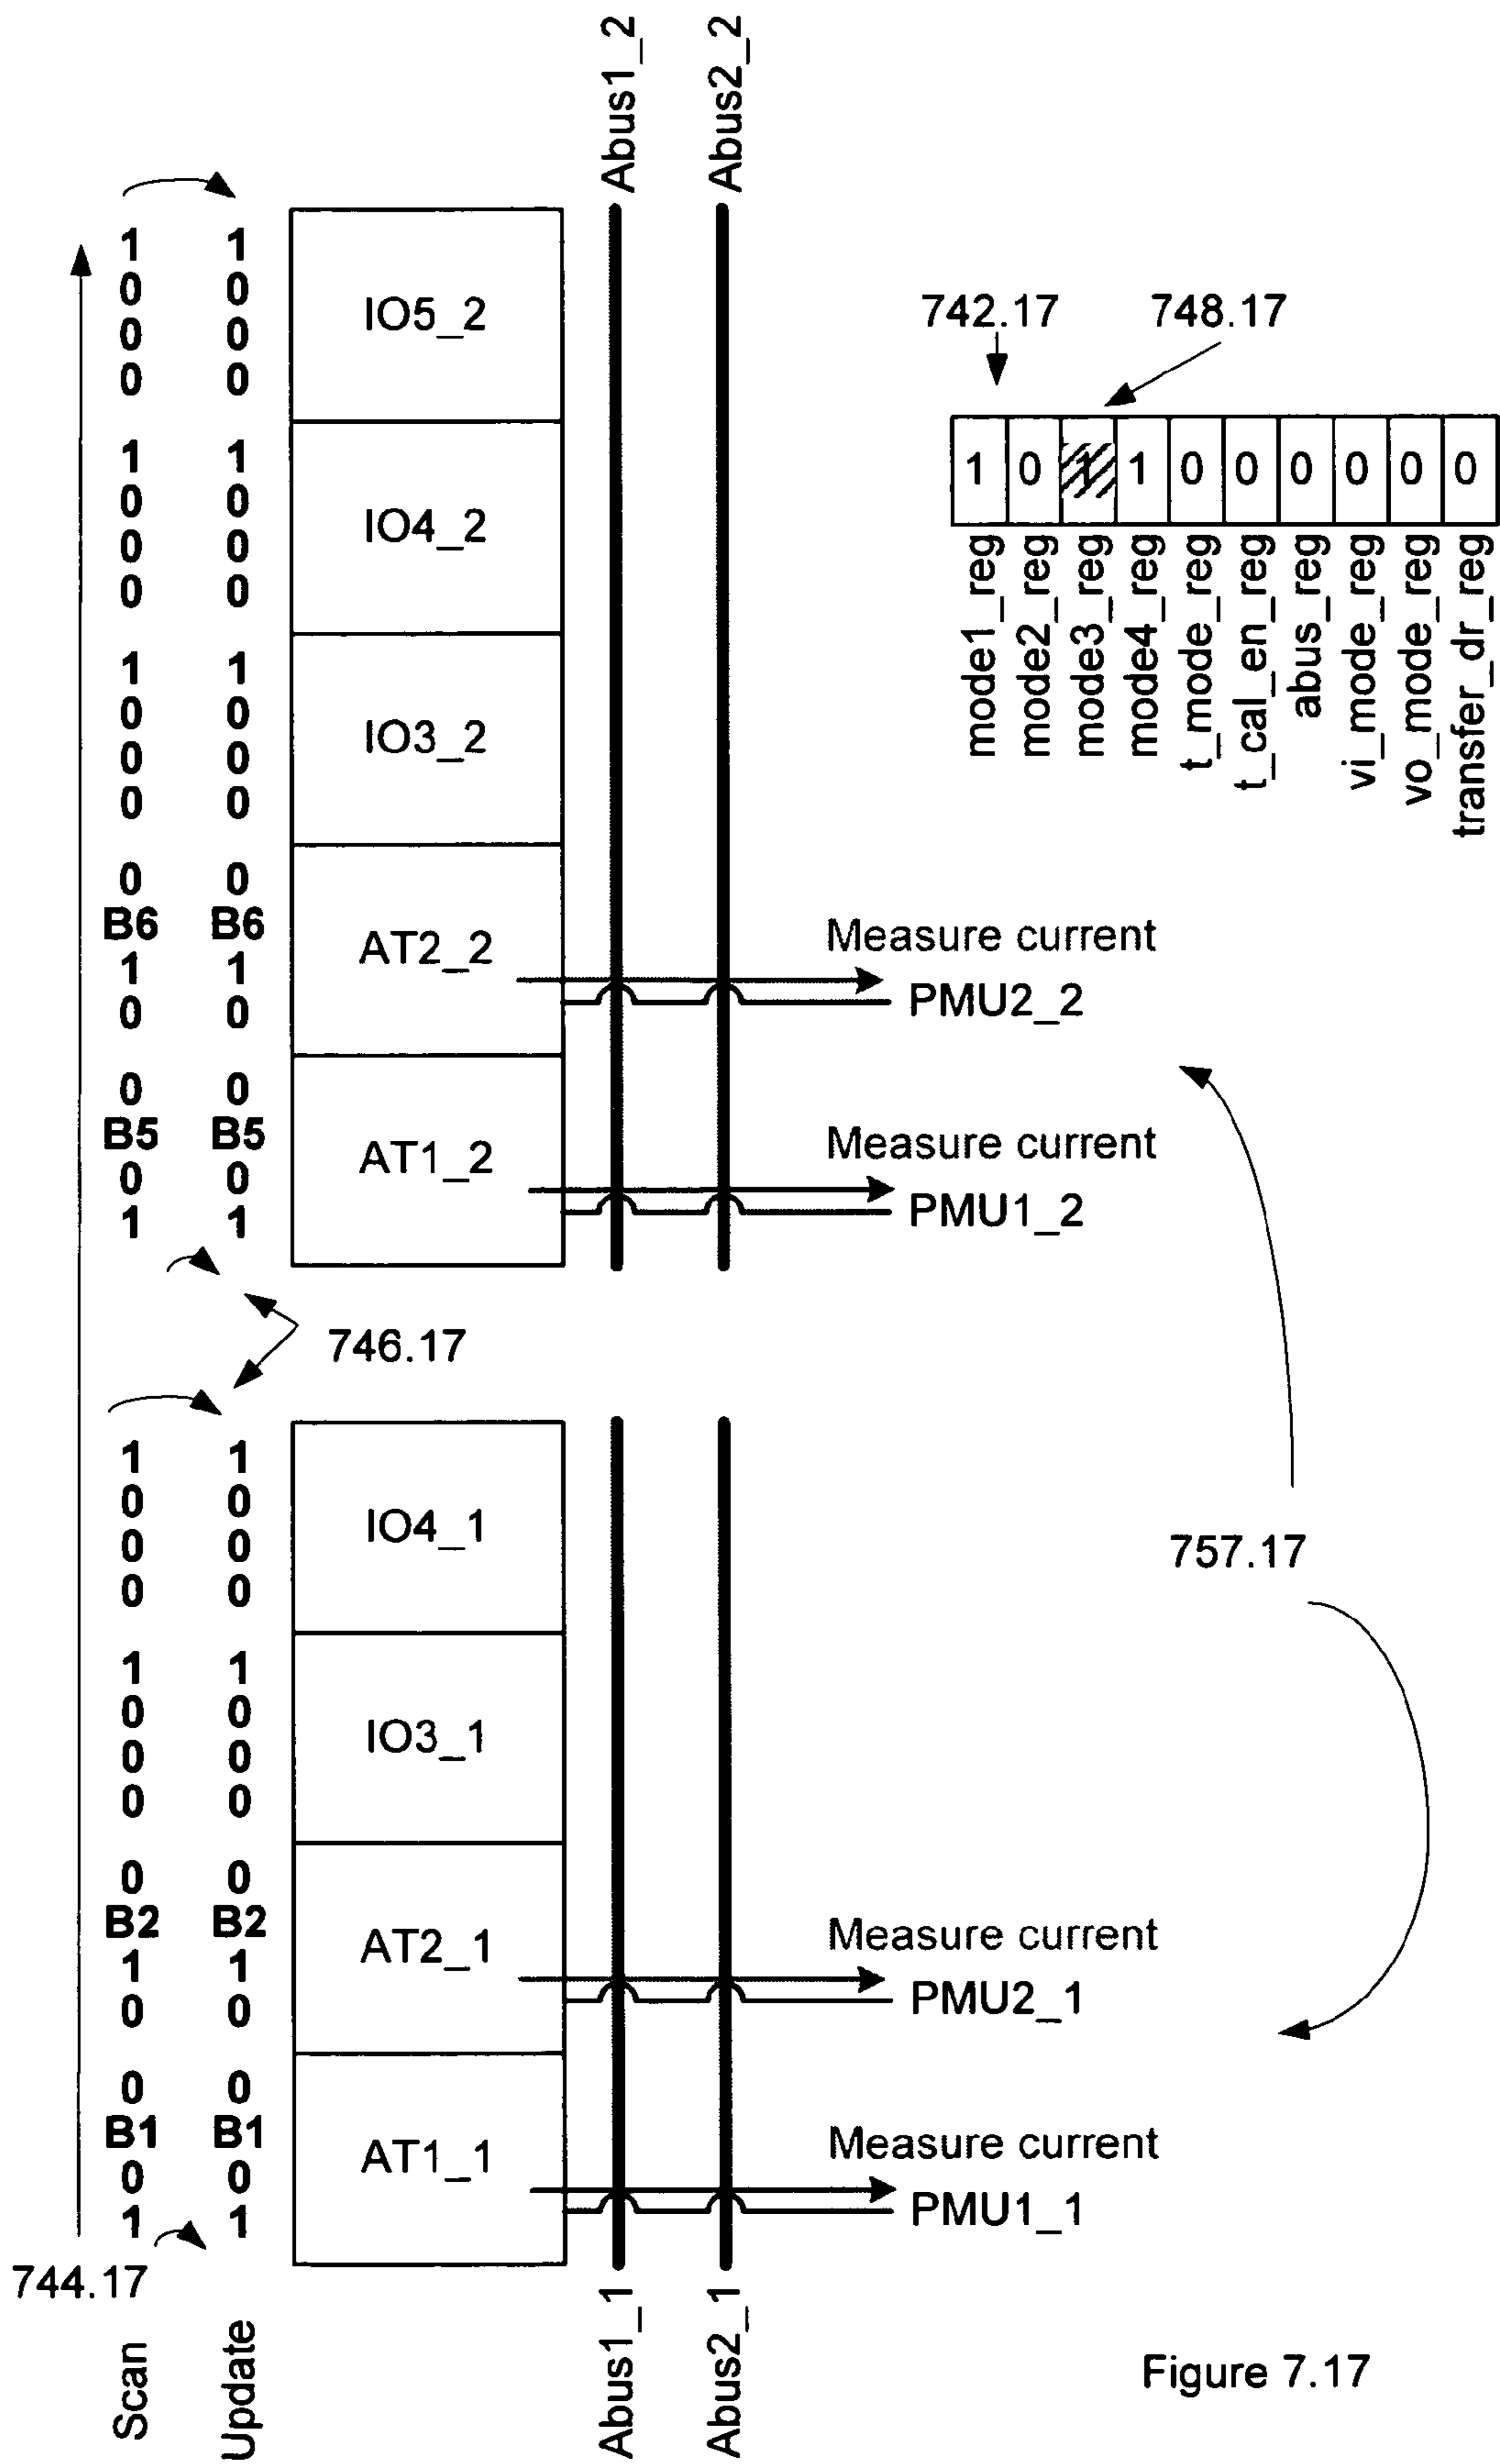 Abus1_2
Abus2_2
1 1
0 0
0 0
0 0
IO5_2
742.17 748.17
1 0 1 1 0 0 0 0 0 0
mode1_reg
mode2_reg
mode3_reg
mode4_reg
t_mode_reg
t_cal_en_reg
abus_reg
vi_mode_reg
vo_mode_reg
transfer_dr_reg
1 1
0 0
0 0
0 0
IO4_2
1 1
0 0
0 0
0 0
IO3_2
0 0
B6 B6
1 1
0 0
AT2_2
Measure current
PMU2_2
0 0
B5 B5
0 0
1 1
AT1_2
Measure current
PMU1_2
746.17
1 1
0 0
0 0
0 0
IO4_1
757.17
1 1
0 0
0 0
0 0
IO3_1
0 0
B2 B2
1 1
0 0
AT2_1
Measure current
PMU2_1
0 0
B1 B1
0 0
1 1
AT1_1
Measure current
PMU1_1
744.17
Scan
Update
Abus1_1
Abus2_1
Figure 7.17